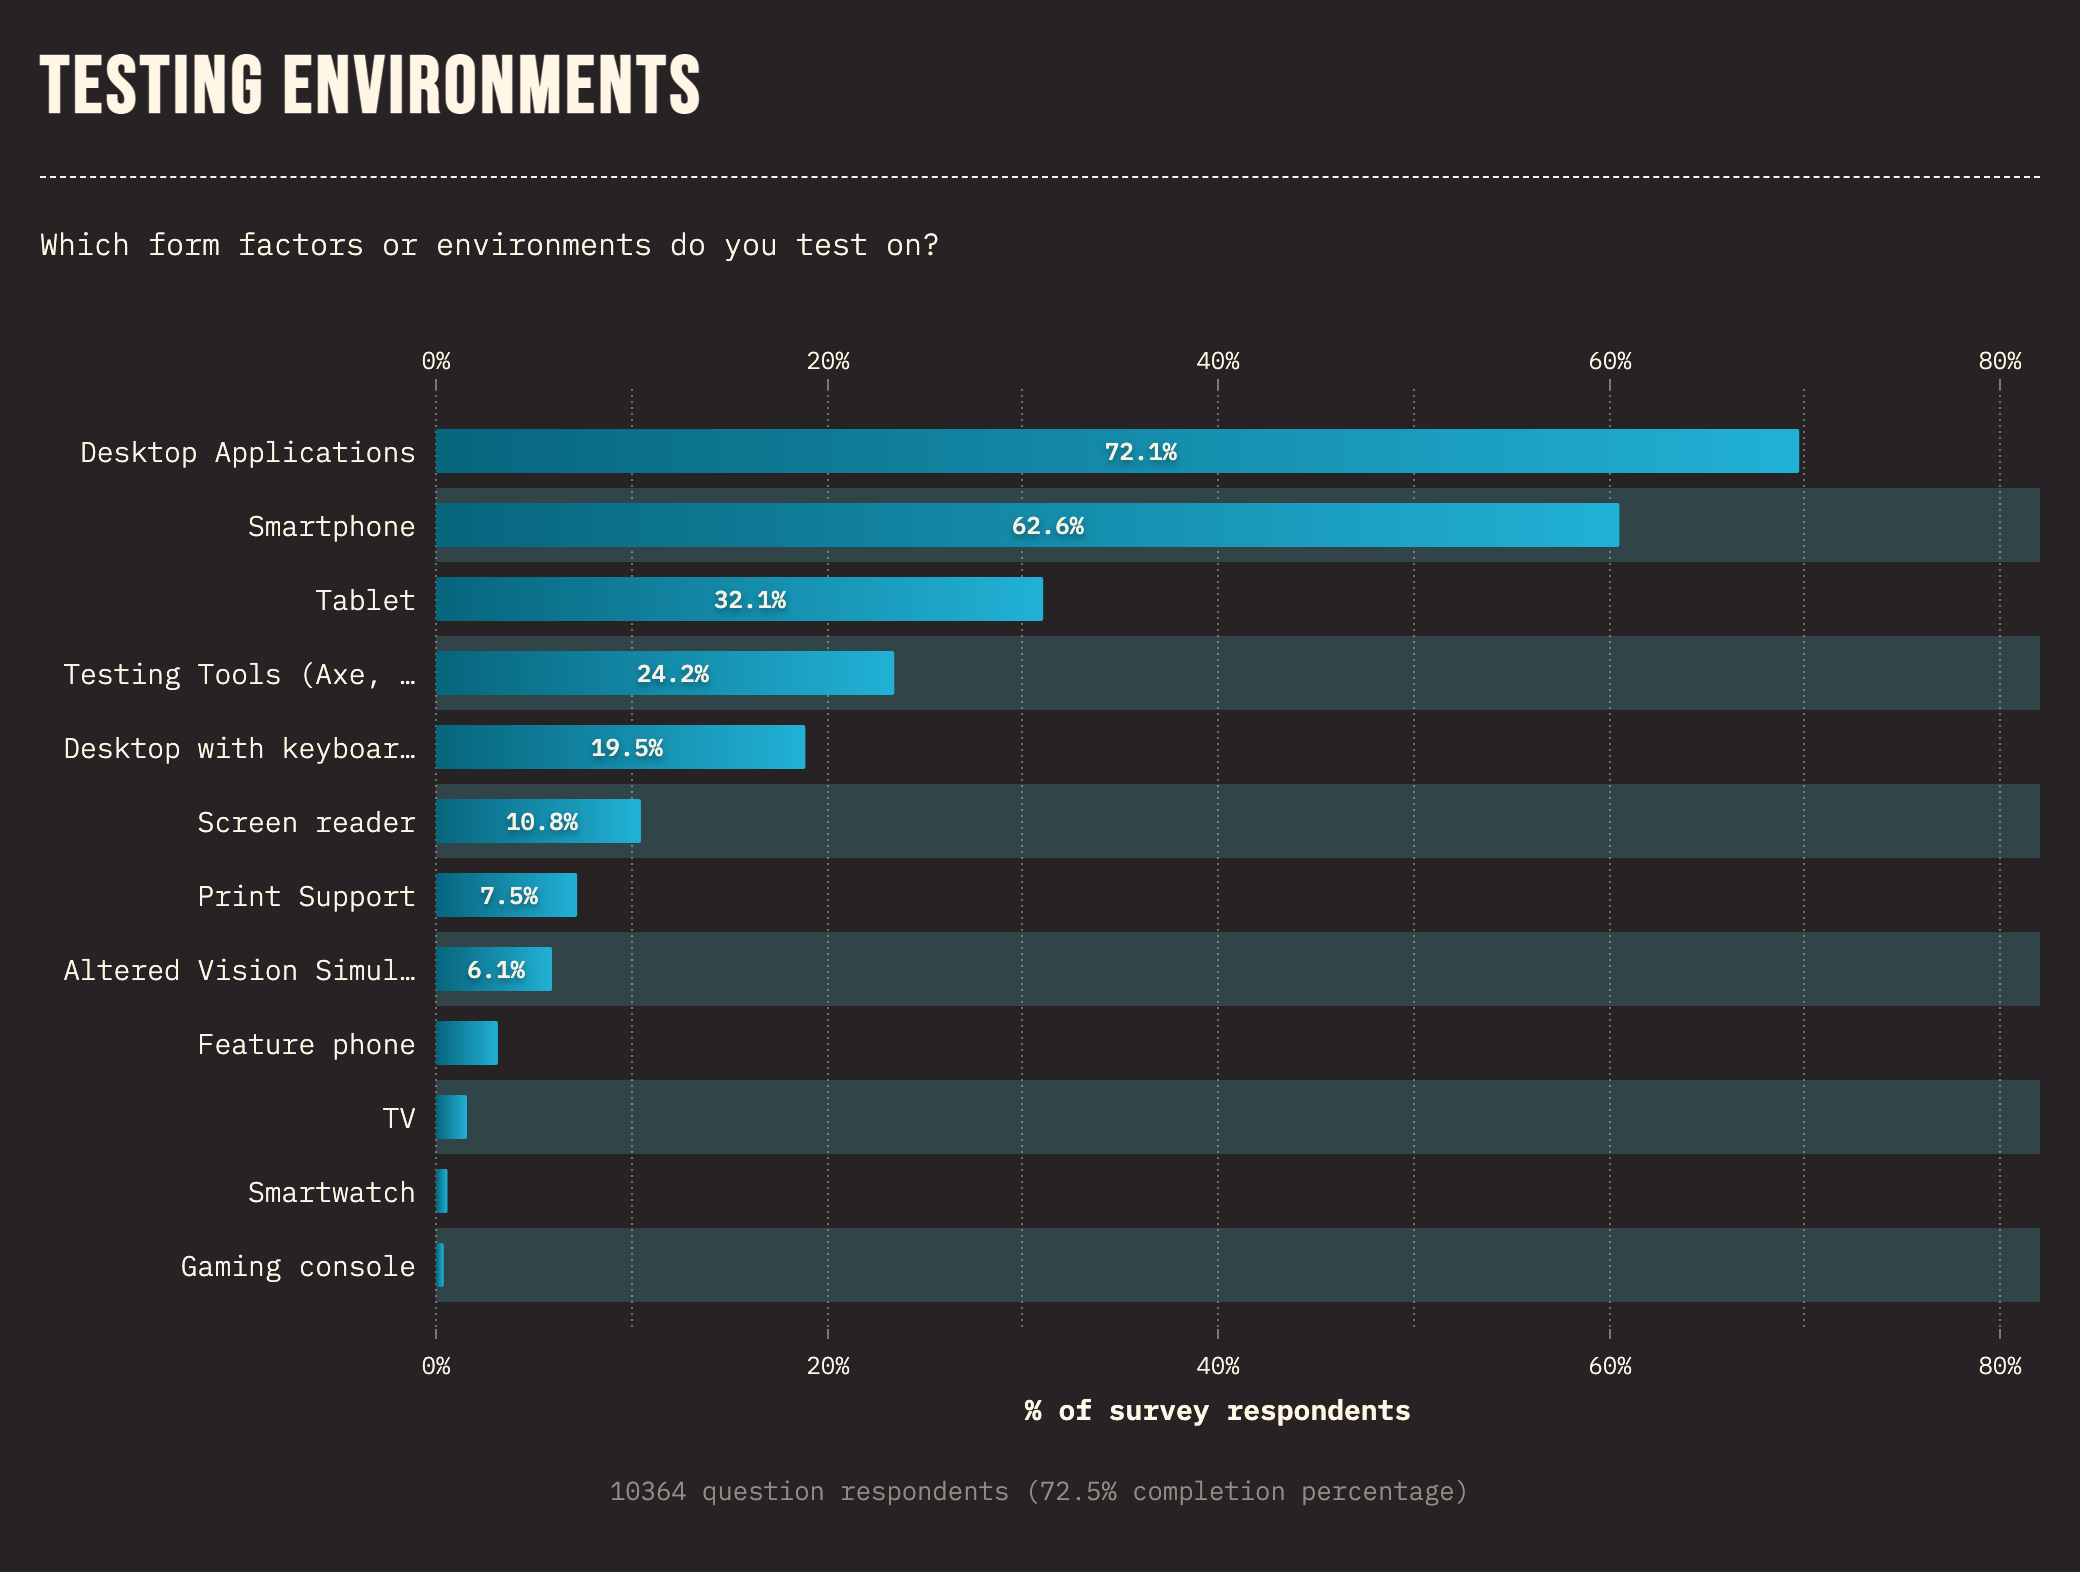 TESTING ENVIRONMENTS
Which form factors or environments do you test on?
0% 20% 40% 60% 80%
Desktop Applications 72.1%
Smartphone 62.6%
Tablet 32.1%
Testing Tools (Axe, … 24.2%
Desktop with keyboar… 19.5%
Screen reader 10.8%
Print Support 7.5%
Altered Vision Simul… 6.1%
Feature phone
TV
Smartwatch
Gaming console
0% 20% 40% 60% 80%
% of survey respondents
10364 question respondents (72.5% completion percentage)